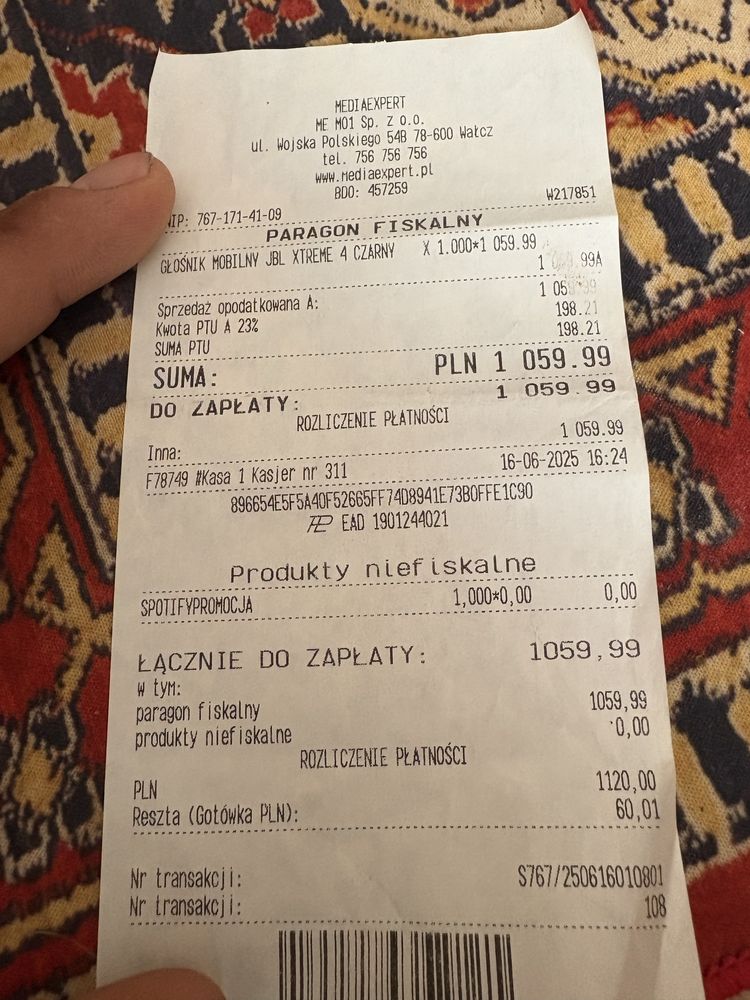 MEDIAEXPERT
ME M01 Sp. z o.o.
ul. Wojska Polskiego 54B 78-600 Wałcz
tel. 756 756 756
www.mediaexpert.pl
BDO: 457259
NIP: 767-171-41-09 W217851
PARAGON FISKALNY
GŁOŚNIK MOBILNY JBL XTREME 4 CZARNY X 1.000*1 059.99
1 059.99A
Sprzedaż opodatkowana A: 1 059.99
Kwota PTU A 23% 198.21
SUMA PTU 198.21
SUMA: PLN 1 059.99
DO ZAPŁATY: 1 059.99
ROZLICZENIE PŁATNOŚCI
Inna: 1 059.99
F78749 #Kasa 1 Kasjer nr 311 16-06-2025 16:24
896654E5F5A40F52665FF74D8941E73B0FFE1C90
EAD 1901244021
Produkty niefiskalne
SPOTIFYPROMOCJA 1,000*0,00 0,00
ŁĄCZNIE DO ZAPŁATY: 1059,99
w tym:
paragon fiskalny 1059,99
produkty niefiskalne 0,00
ROZLICZENIE PŁATNOŚCI
PLN 1120,00
Reszta (Gotówka PLN): 60,01
Nr transakcji: S767/250616010801
Nr transakcji: 108